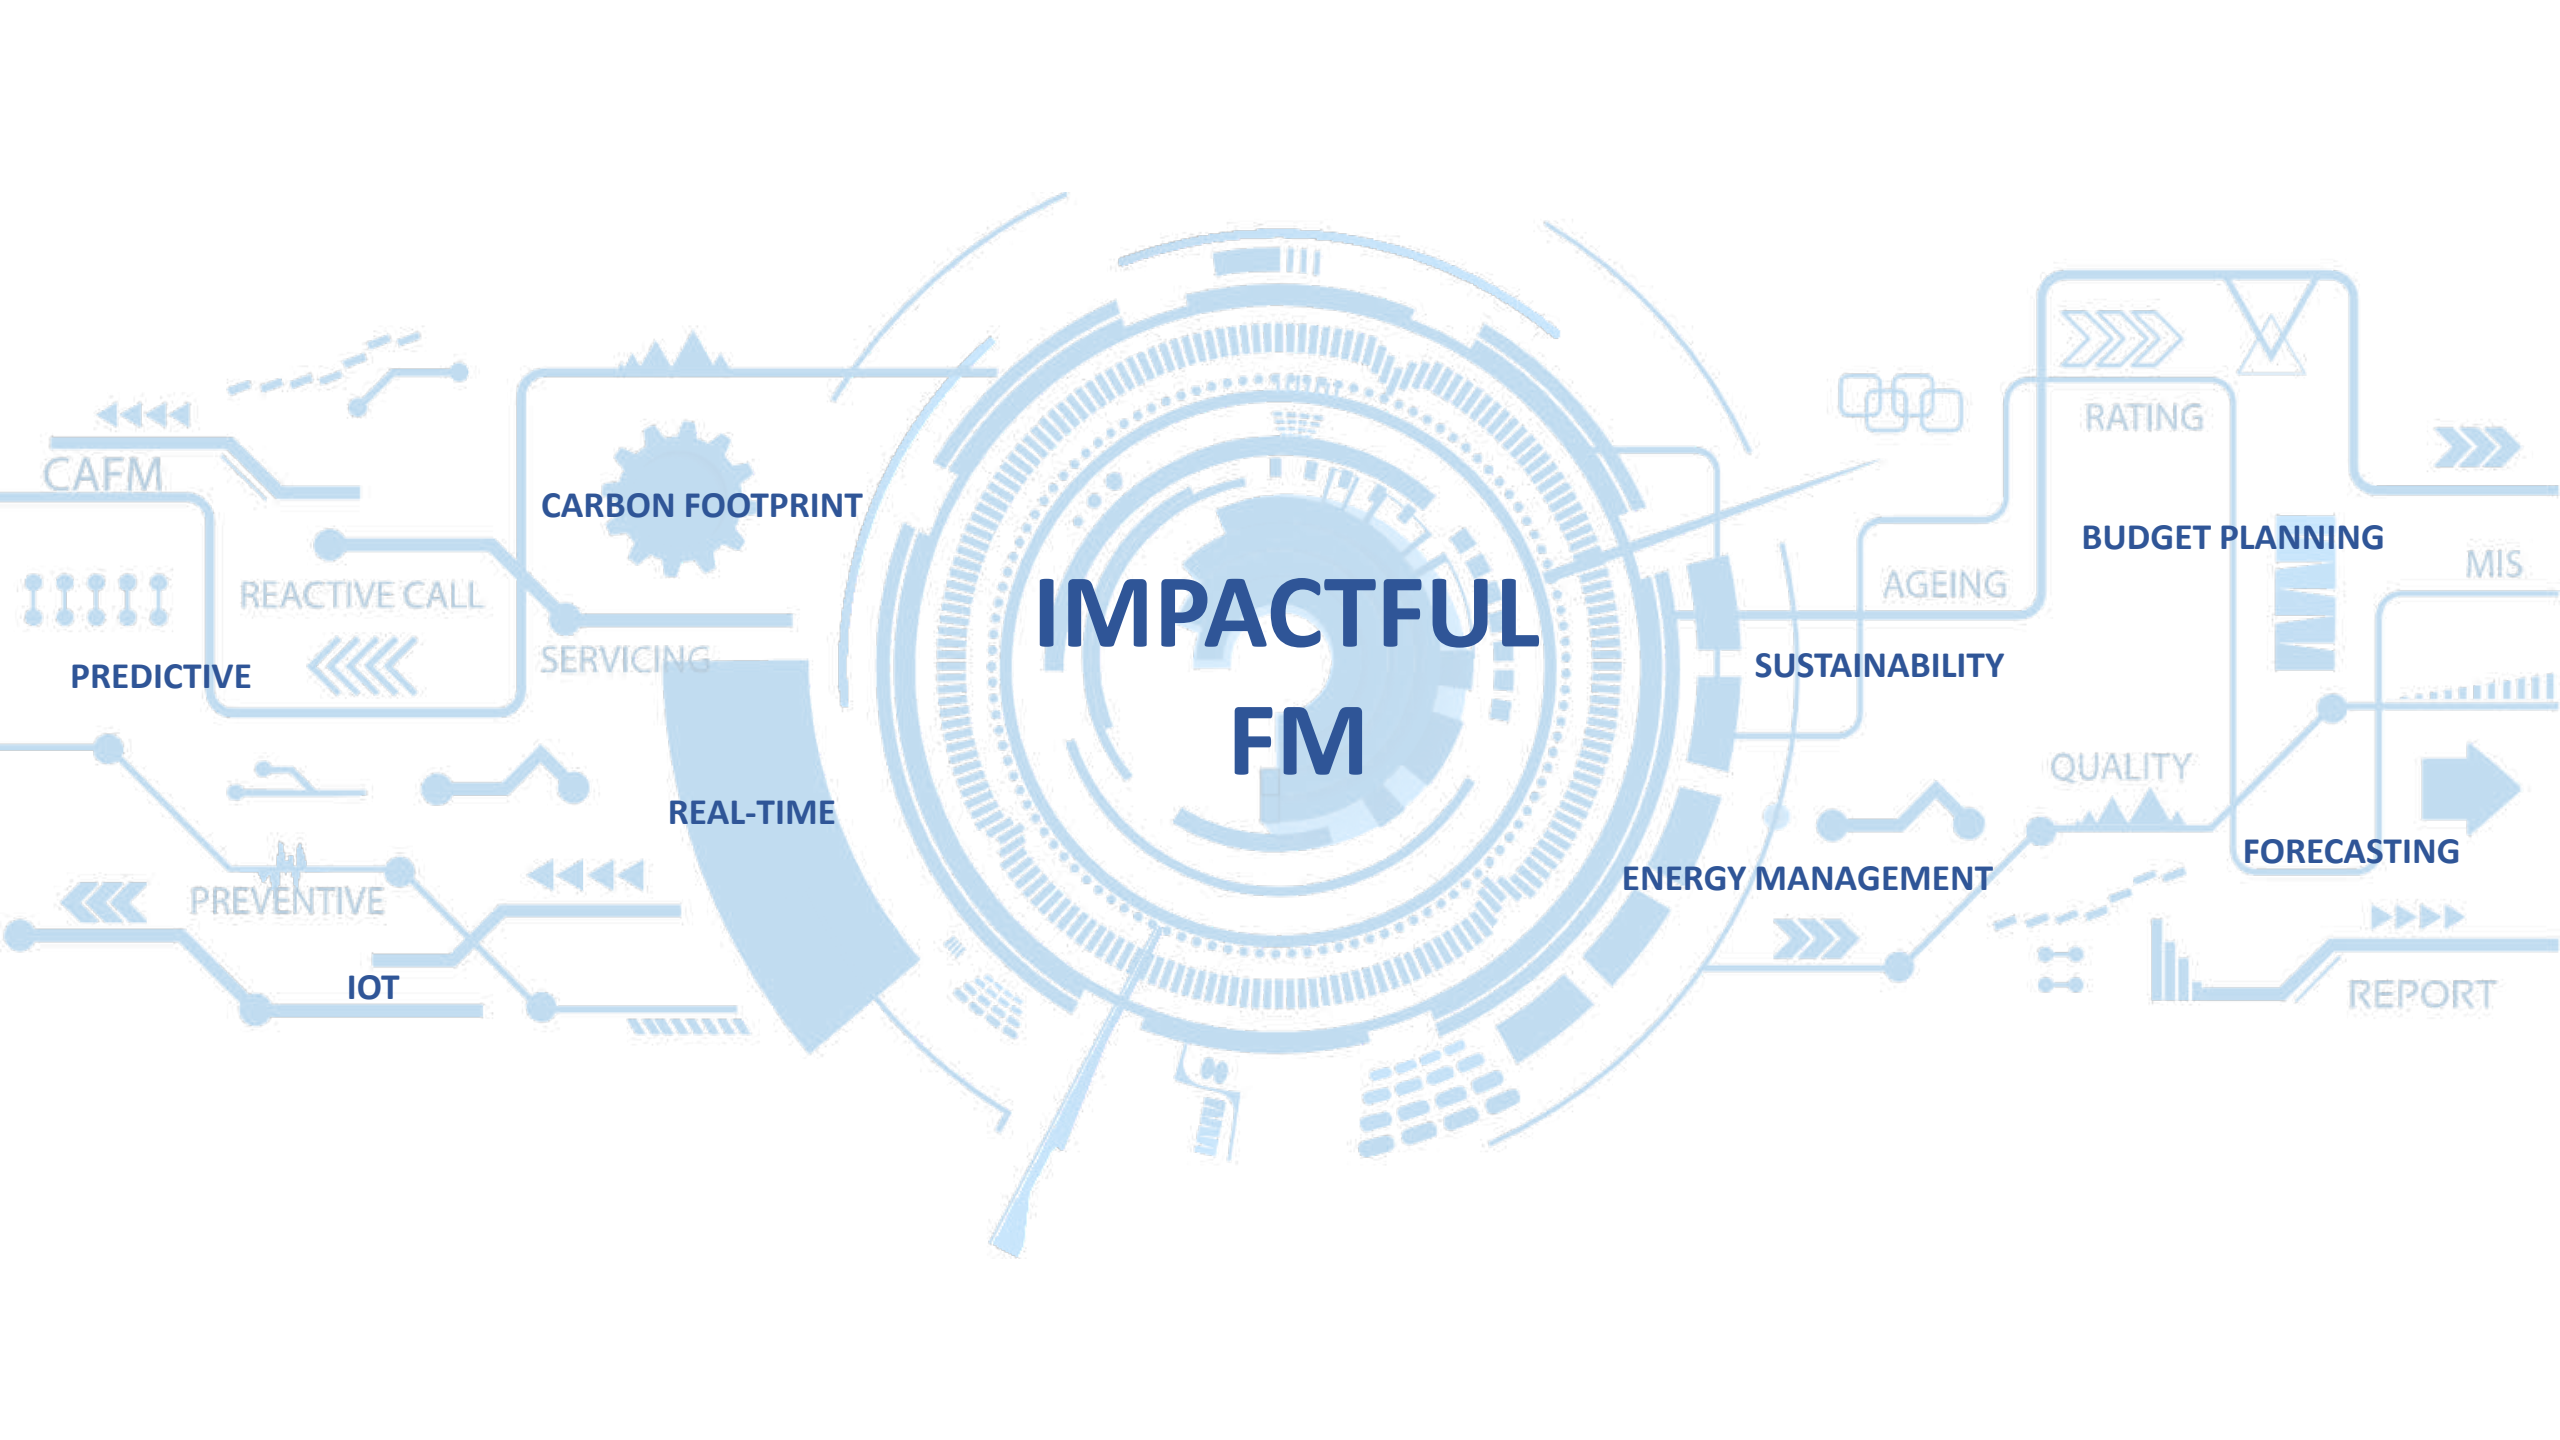 CAFM
REACTIVE CALL
PREDICTIVE
PREVENTIVE
IOT
CARBON FOOTPRINT
SERVICING
REAL-TIME
IMPACTFUL
FM
RATING
BUDGET PLANNING
MIS
AGEING
SUSTAINABILITY
QUALITY
FORECASTING
ENERGY MANAGEMENT
REPORT